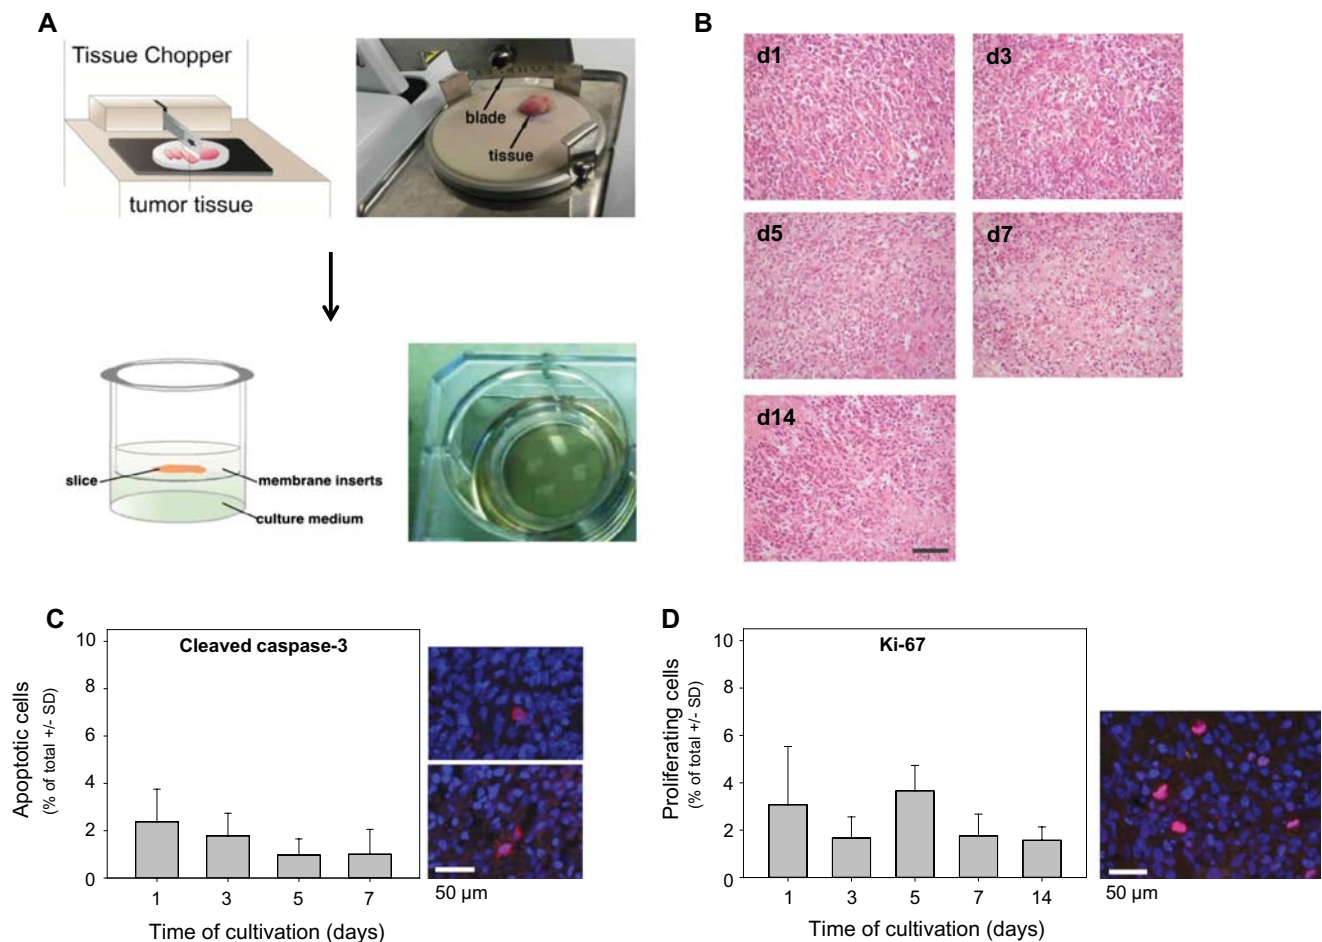 A
Tissue Chopper
tumor tissue
blade
tissue
slice
membrane inserts
culture medium
B
d1
d3
d5
d7
d14
C
Cleaved caspase-3
Apoptotic cells
(% of total +/- SD)
10
8
6
4
2
0
1 3 5 7
Time of cultivation (days)
50 µm
D
Ki-67
Proliferating cells
(% of total +/- SD)
10
8
6
4
2
0
1 3 5 7 14
Time of cultivation (days)
50 µm